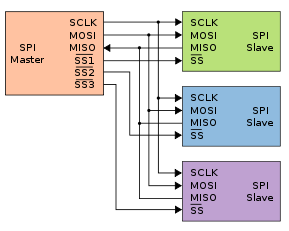 SPI
Master
SCLK
MOSI
MISO
SS1
SS2
SS3
SCLK
MOSI
MISO
SS
SPI
Slave
SCLK
MOSI
MISO
SS
SPI
Slave
SCLK
MOSI
MISO
SS
SPI
Slave